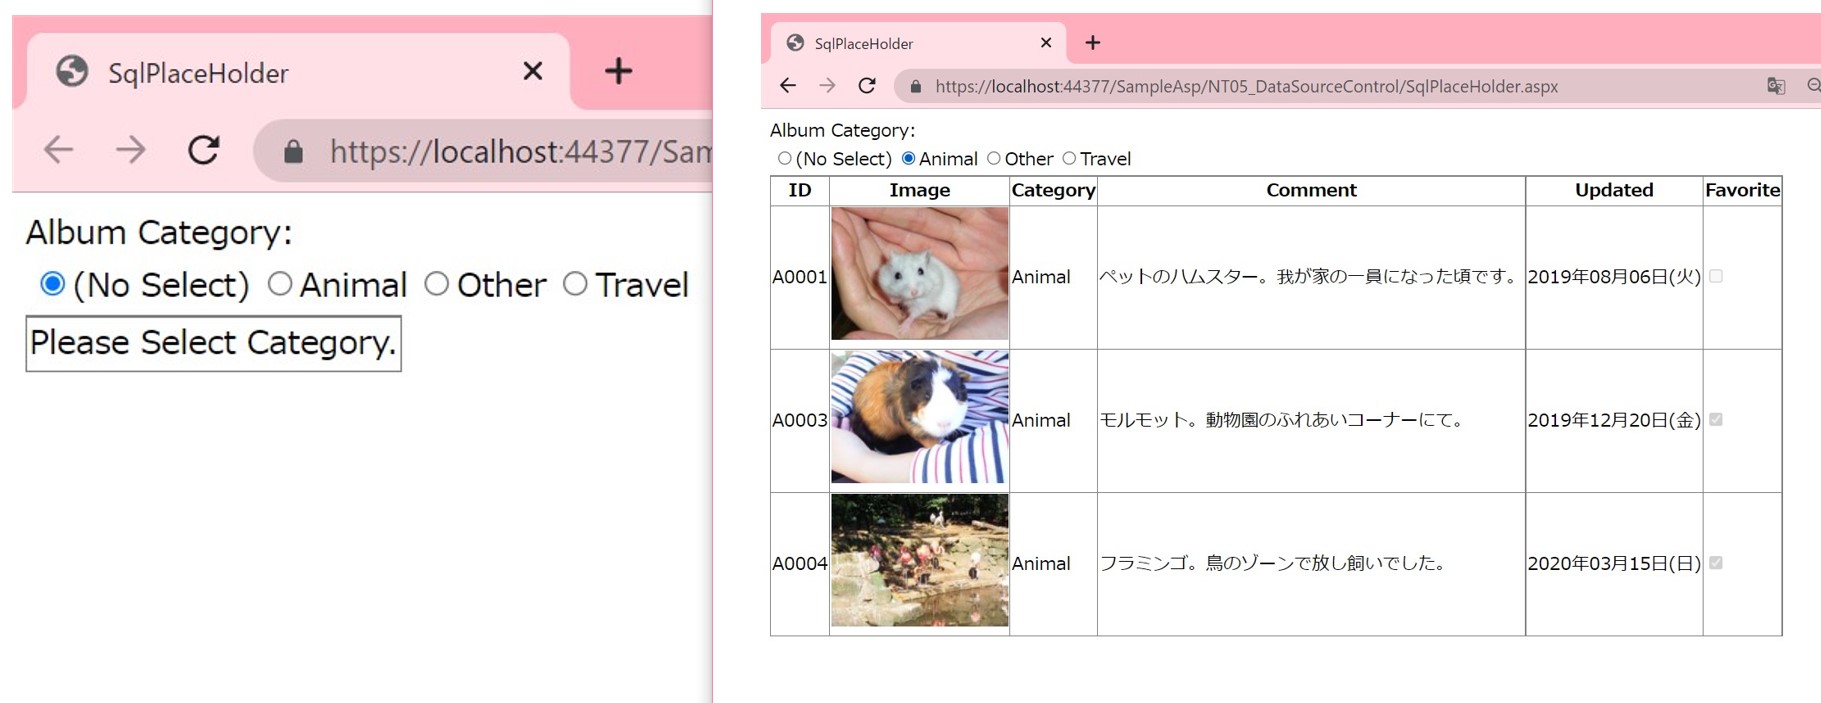 SqlPlaceHolder
https://localhost:44377/Sam
Album Category:
(No Select) Animal Other Travel
Please Select Category.
SqlPlaceHolder
https://localhost:44377/SampleAsp/NT05_DataSourceControl/SqlPlaceHolder.aspx
Album Category:
(No Select) Animal Other Travel
ID Image Category Comment Updated Favorite
A0001 Animal ペットのハムスター。我が家の一員になった頃です。 2019年08月06日(火)
A0003 Animal モルモット。動物園のふれあいコーナーにて。 2019年12月20日(金)
A0004 Animal フラミンゴ。鳥のゾーンで放し飼いでした。 2020年03月15日(日)